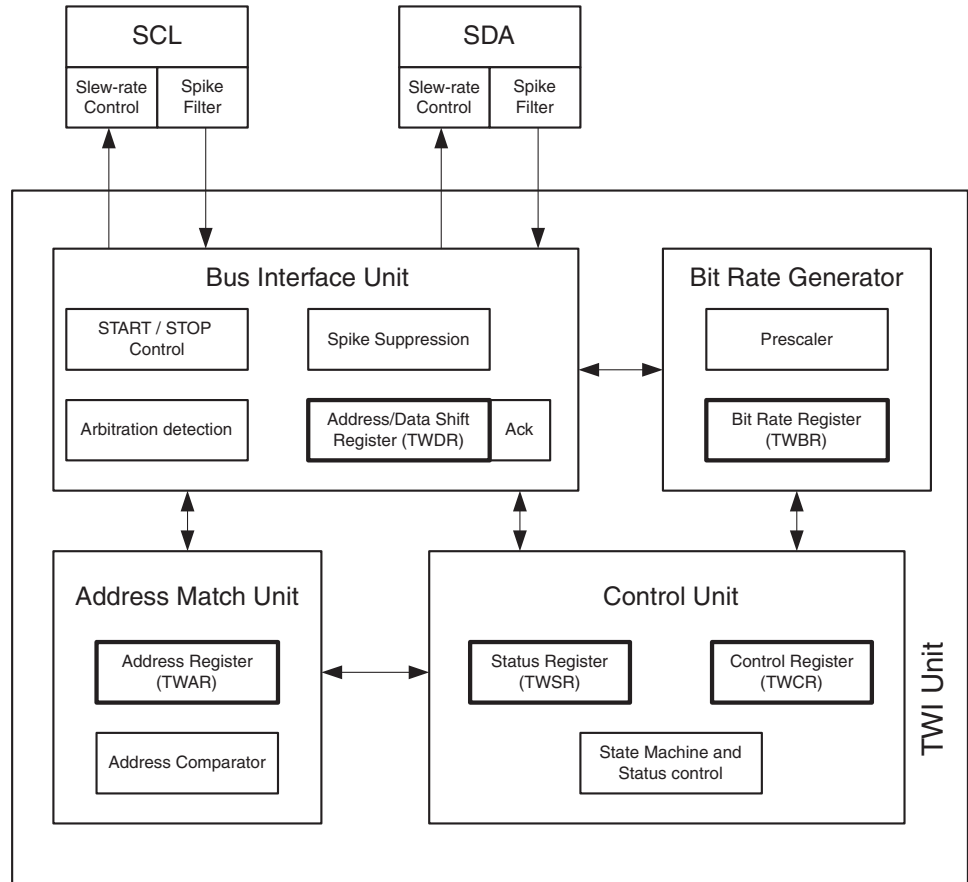 SCL
SDA
Slew-rate
Control
Spike
Filter
Slew-rate
Control
Spike
Filter
Bus Interface Unit
Bit Rate Generator
START / STOP
Control
Spike Suppression
Prescaler
Arbitration detection
Address/Data Shift
Register (TWDR)
Ack
Bit Rate Register
(TWBR)
Address Match Unit
Control Unit
Address Register
(TWAR)
Status Register
(TWSR)
Control Register
(TWCR)
Address Comparator
State Machine and
Status control
TWI Unit